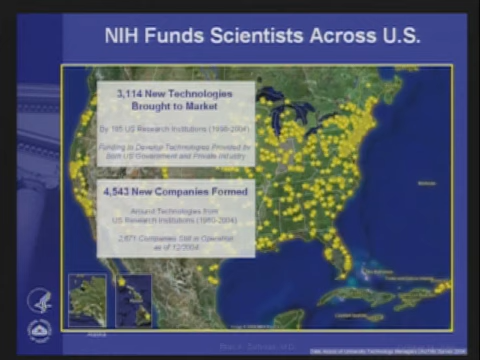 NIH Funds Scientists Across U.S.
3,114 New Technologies
Brought to Market
By 185 US Research Institutions (1998-2004)
Funding to Develop Technologies Provided by
both US Government and Private Industry
4,543 New Companies Formed
Around Technologies from
US Research Institutions (1980-2004)
2,671 Companies Still in Operation
as of 12/2004
Alaska